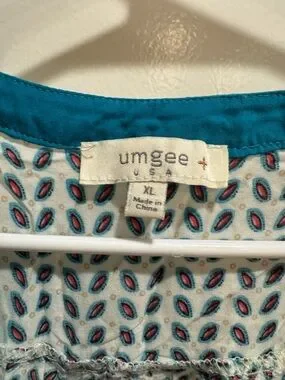 umgee +
USA
XL
Made in
China